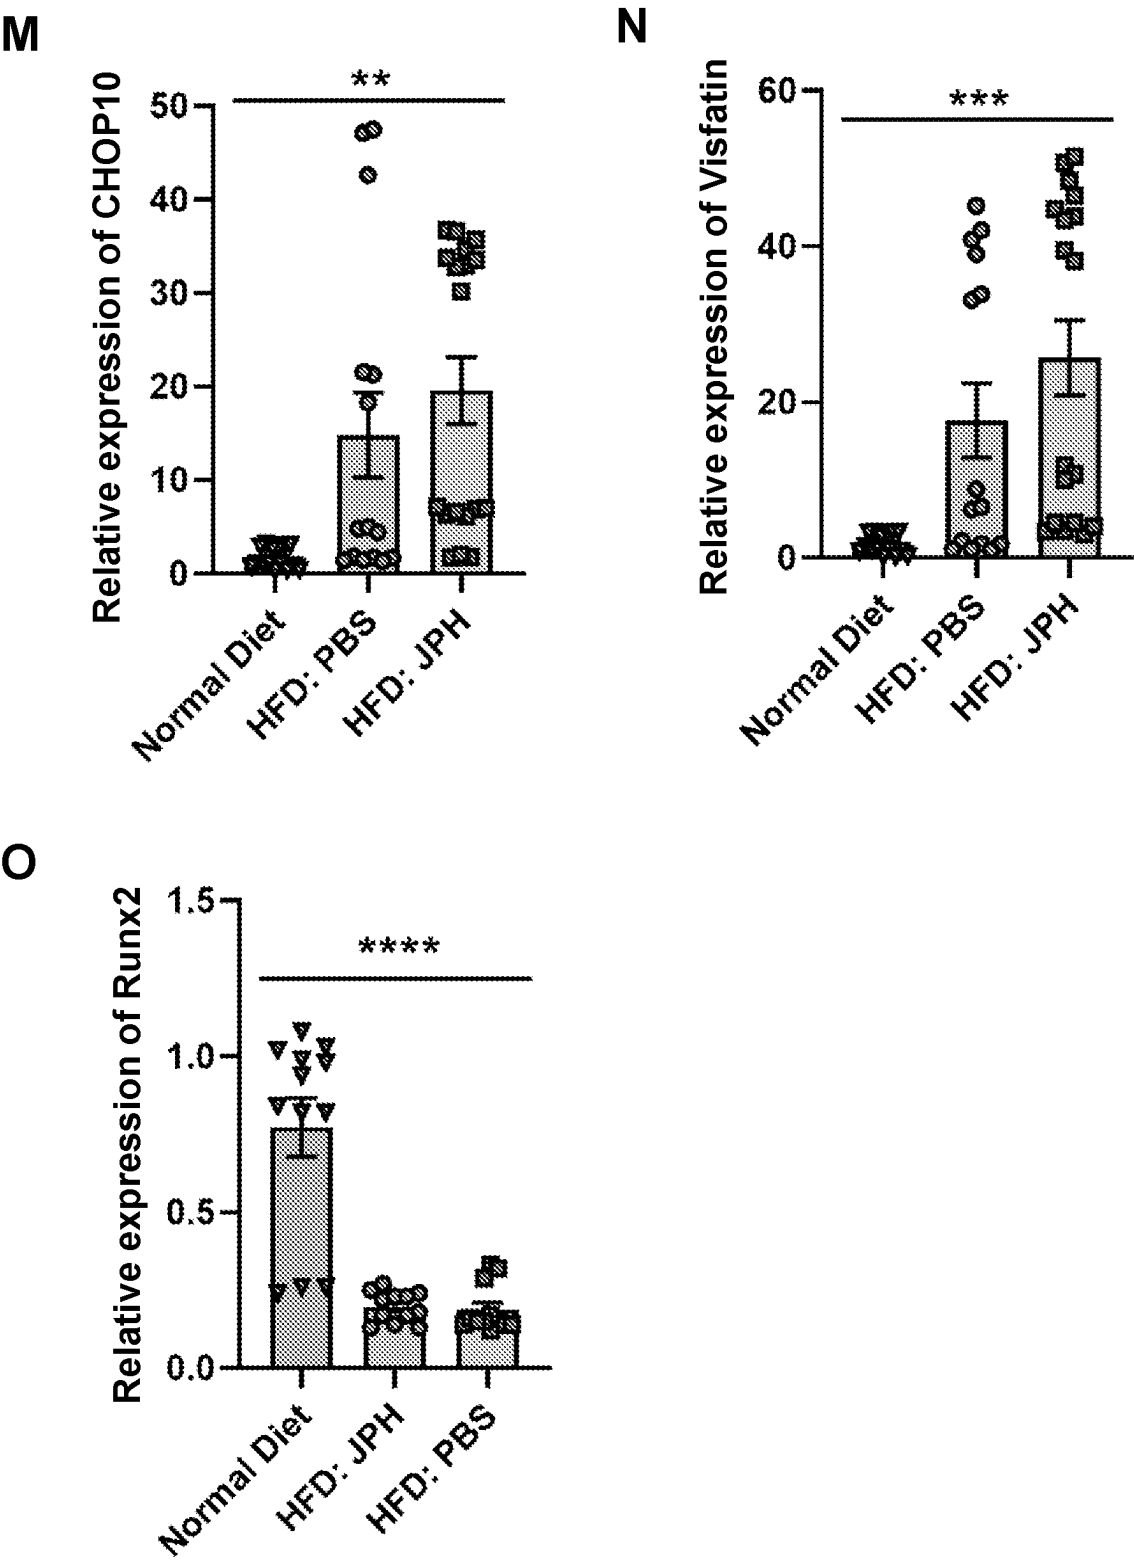 M
Relative expression of CHOP10
**
50
40
30
20
10
0
Normal Diet
HFD: PBS
HFD: JPH
N
Relative expression of Visfatin
***
60
40
20
0
Normal Diet
HFD: PBS
HFD: JPH
O
Relative expression of Runx2
****
1.5
1.0
0.5
0.0
Normal Diet
HFD: JPH
HFD: PBS